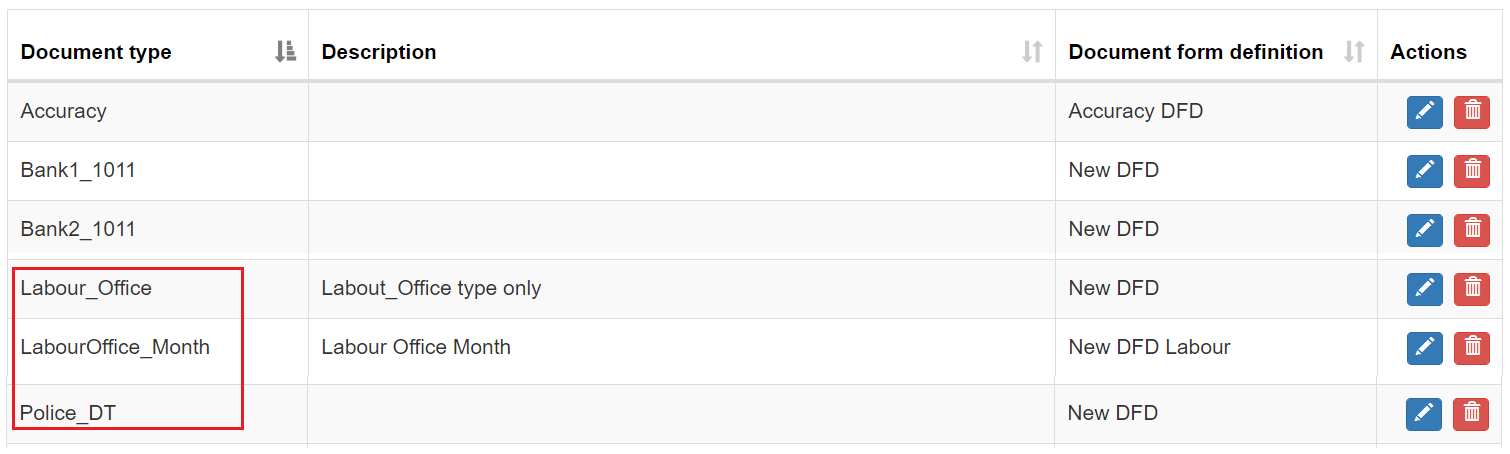 Document type Description Document form definition Actions
Accuracy Accuracy DFD
Bank1_1011 New DFD
Bank2_1011 New DFD
Labour_Office Labout_Office type only New DFD
LabourOffice_Month Labour Office Month New DFD Labour
Police_DT New DFD